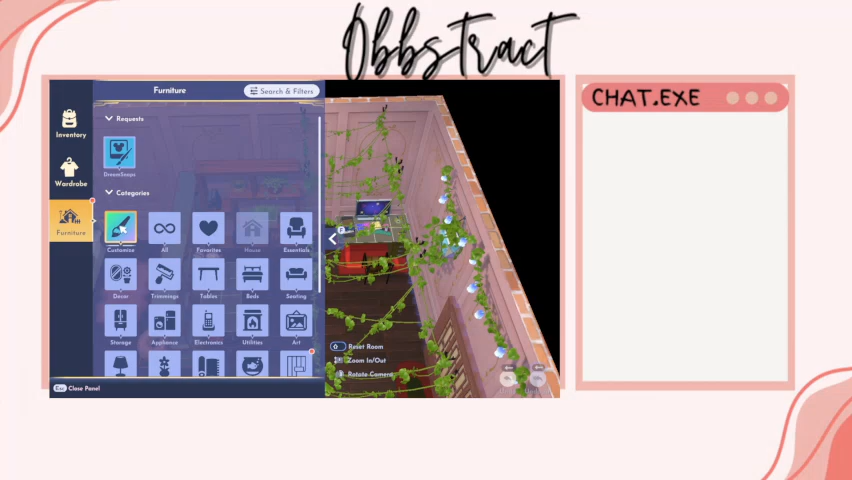 Obbstract
CHAT.EXE
Furniture
Search & Filters
Inventory
Wardrobe
Furniture
Requests
DreamSnaps
Categories
Customize
All
Favorites
House
Essentials
Decor
Trimmings
Tables
Beds
Seating
Storage
Appliance
Electronics
Utilities
Art
F
Reset Room
Zoom In/Out
Rotate Camera
Esc Close Panel